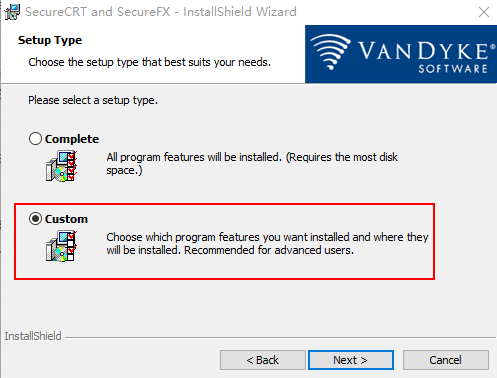 SecureCRT and SecureFX - InstallShield Wizard
Setup Type
Choose the setup type that best suits your needs.
VANDYKE
SOFTWARE
Please select a setup type.
Complete
All program features will be installed. (Requires the most disk
space.)
Custom
Choose which program features you want installed and where they
will be installed. Recommended for advanced users.
InstallShield
< Back
Next >
Cancel